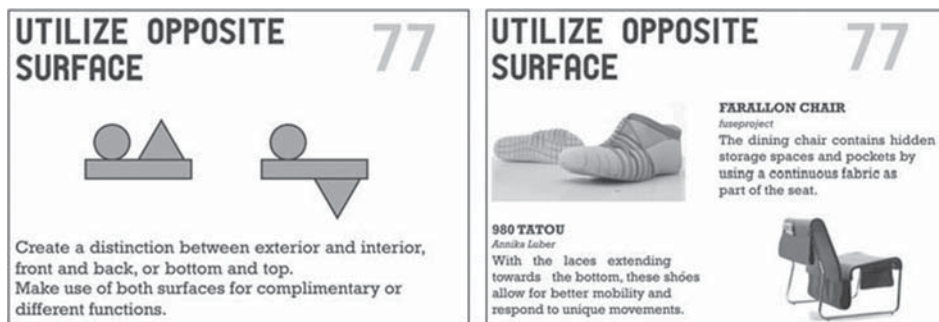 UTILIZE OPPOSITE
SURFACE
77
Create a distinction between exterior and interior,
front and back, or bottom and top.
Make use of both surfaces for complimentary or
different functions.
UTILIZE OPPOSITE
SURFACE
77
980 TATOU
Annika Luber
With the laces extending
towards the bottom, these shoes
allow for better mobility and
respond to unique movements.
FARALLON CHAIR
fuseproject
The dining chair contains hidden
storage spaces and pockets by
using a continuous fabric as
part of the seat.